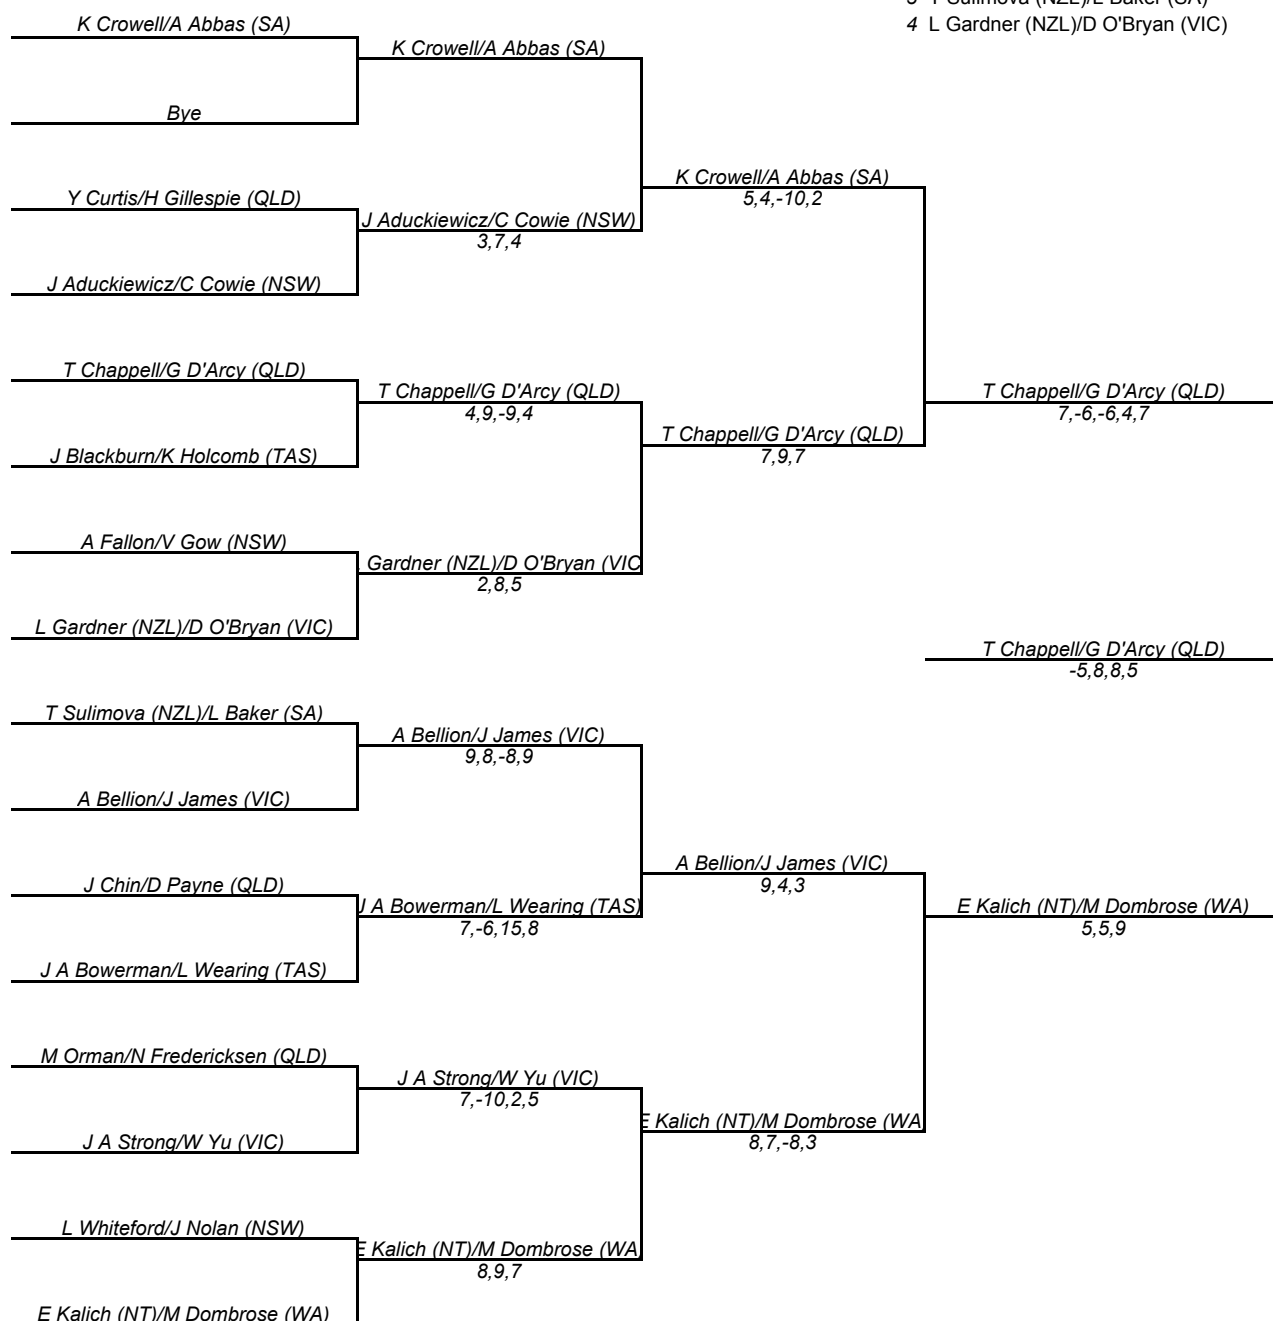 3 T Sulimova (NZL)/L Baker (SA)
4 L Gardner (NZL)/D O'Bryan (VIC)
K Crowell/A Abbas (SA)
K Crowell/A Abbas (SA)
Bye
K Crowell/A Abbas (SA)
5,4,-10,2
Y Curtis/H Gillespie (QLD)
J Aduckiewicz/C Cowie (NSW)
3,7,4
J Aduckiewicz/C Cowie (NSW)
T Chappell/G D'Arcy (QLD)
T Chappell/G D'Arcy (QLD)
4,9,-9,4
T Chappell/G D'Arcy (QLD)
7,-6,-6,4,7
T Chappell/G D'Arcy (QLD)
7,9,7
J Blackburn/K Holcomb (TAS)
A Fallon/V Gow (NSW)
Gardner (NZL)/D O'Bryan (VIC
2,8,5
L Gardner (NZL)/D O'Bryan (VIC)
T Chappell/G D'Arcy (QLD)
-5,8,8,5
T Sulimova (NZL)/L Baker (SA)
A Bellion/J James (VIC)
9,8,-8,9
A Bellion/J James (VIC)
A Bellion/J James (VIC)
9,4,3
J Chin/D Payne (QLD)
J A Bowerman/L Wearing (TAS)
7,-6,15,8
E Kalich (NT)/M Dombrose (WA)
5,5,9
J A Bowerman/L Wearing (TAS)
M Orman/N Fredericksen (QLD)
J A Strong/W Yu (VIC)
7,-10,2,5
E Kalich (NT)/M Dombrose (WA
8,7,-8,3
J A Strong/W Yu (VIC)
L Whiteford/J Nolan (NSW)
E Kalich (NT)/M Dombrose (WA
8,9,7
E Kalich (NT)/M Dombrose (WA)